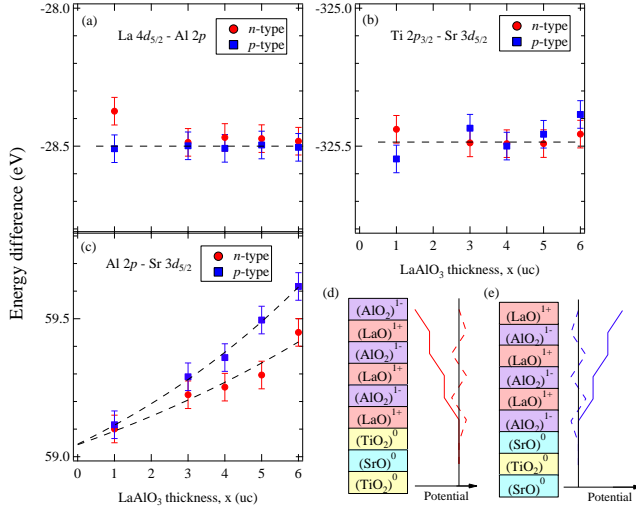 -28.0
(a)
La 4d5/2 - Al 2p
n-type
p-type
-28.5
-325.0
(b)
Ti 2p3/2 - Sr 3d5/2
n-type
p-type
-325.5
0 1 2 3 4 5 6
LaAlO3 thickness, x (uc)
Energy difference (eV)
(c)
Al 2p - Sr 3d5/2
n-type
p-type
59.5
59.0
0 1 2 3 4 5 6
LaAlO3 thickness, x (uc)
(d)
(AlO2)1-
(LaO)1+
(AlO2)1-
(LaO)1+
(AlO2)1-
(LaO)1+
(TiO2)0
(SrO)0
(TiO2)0
Potential
(e)
(LaO)1+
(AlO2)1-
(LaO)1+
(AlO2)1-
(LaO)1+
(AlO2)1-
(SrO)0
(TiO2)0
(SrO)0
Potential